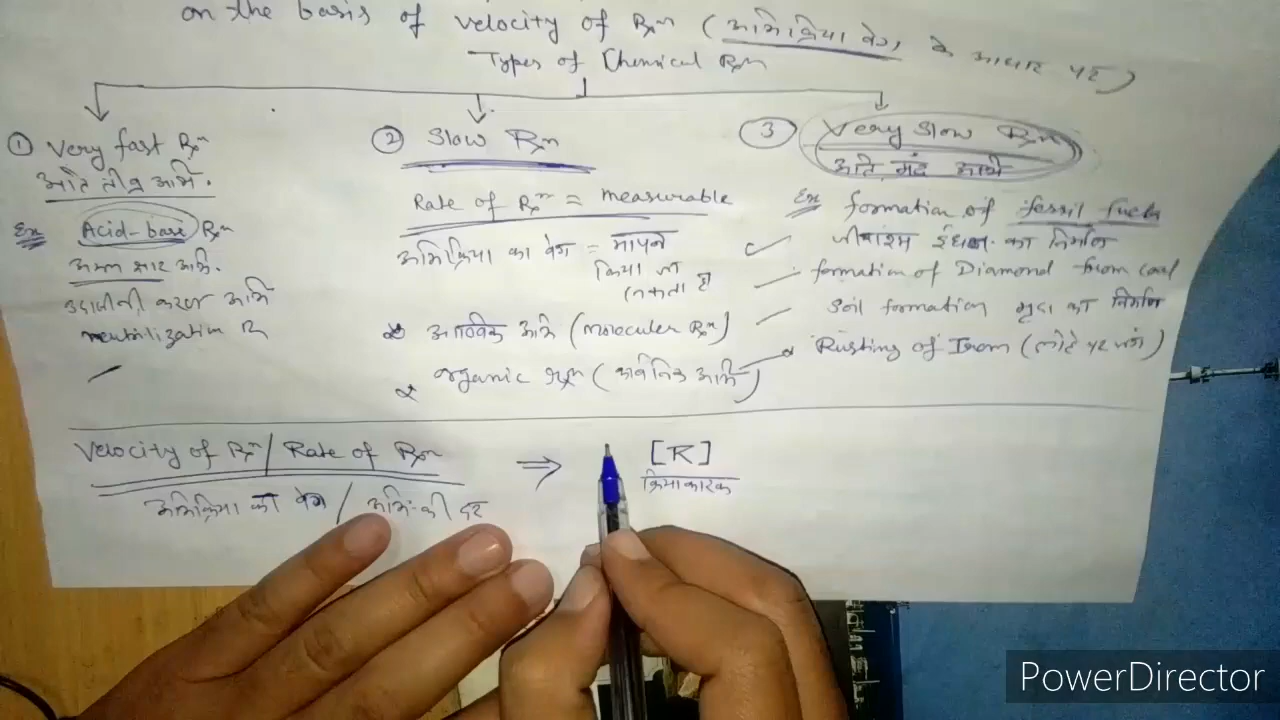 on the basis of velocity of Rxn (अभिक्रिया वेग के आधार पर)
Types of Chemical Rxn
① Very fast Rxn
अति तीव्र अभि.
Ex Acid-base Rxn
अम्ल क्षार अभि.
उदासीनीकरण अभि
② Slow Rxn
Rate of Rxn = measurable
अभिक्रिया का वेग = मापन
किया जा
सकता है
आण्विक अभि (Molecular Rxn)
organic Rxn (कार्बनिक अभि)
③ Very Slow Rxn
अति मंद अभि
Ex formation of fossil fuels
जीवाश्म ईंधन का निर्माण
formation of Diamond from coal
Soil formation मृदा का निर्माण
Rusting of Iron (लोहे पर जंग)
Velocity of Rxn / Rate of Rxn ⇒ [R]
अभिक्रिया का वेग / अभि. की दर क्रियाकारक
PowerDirector